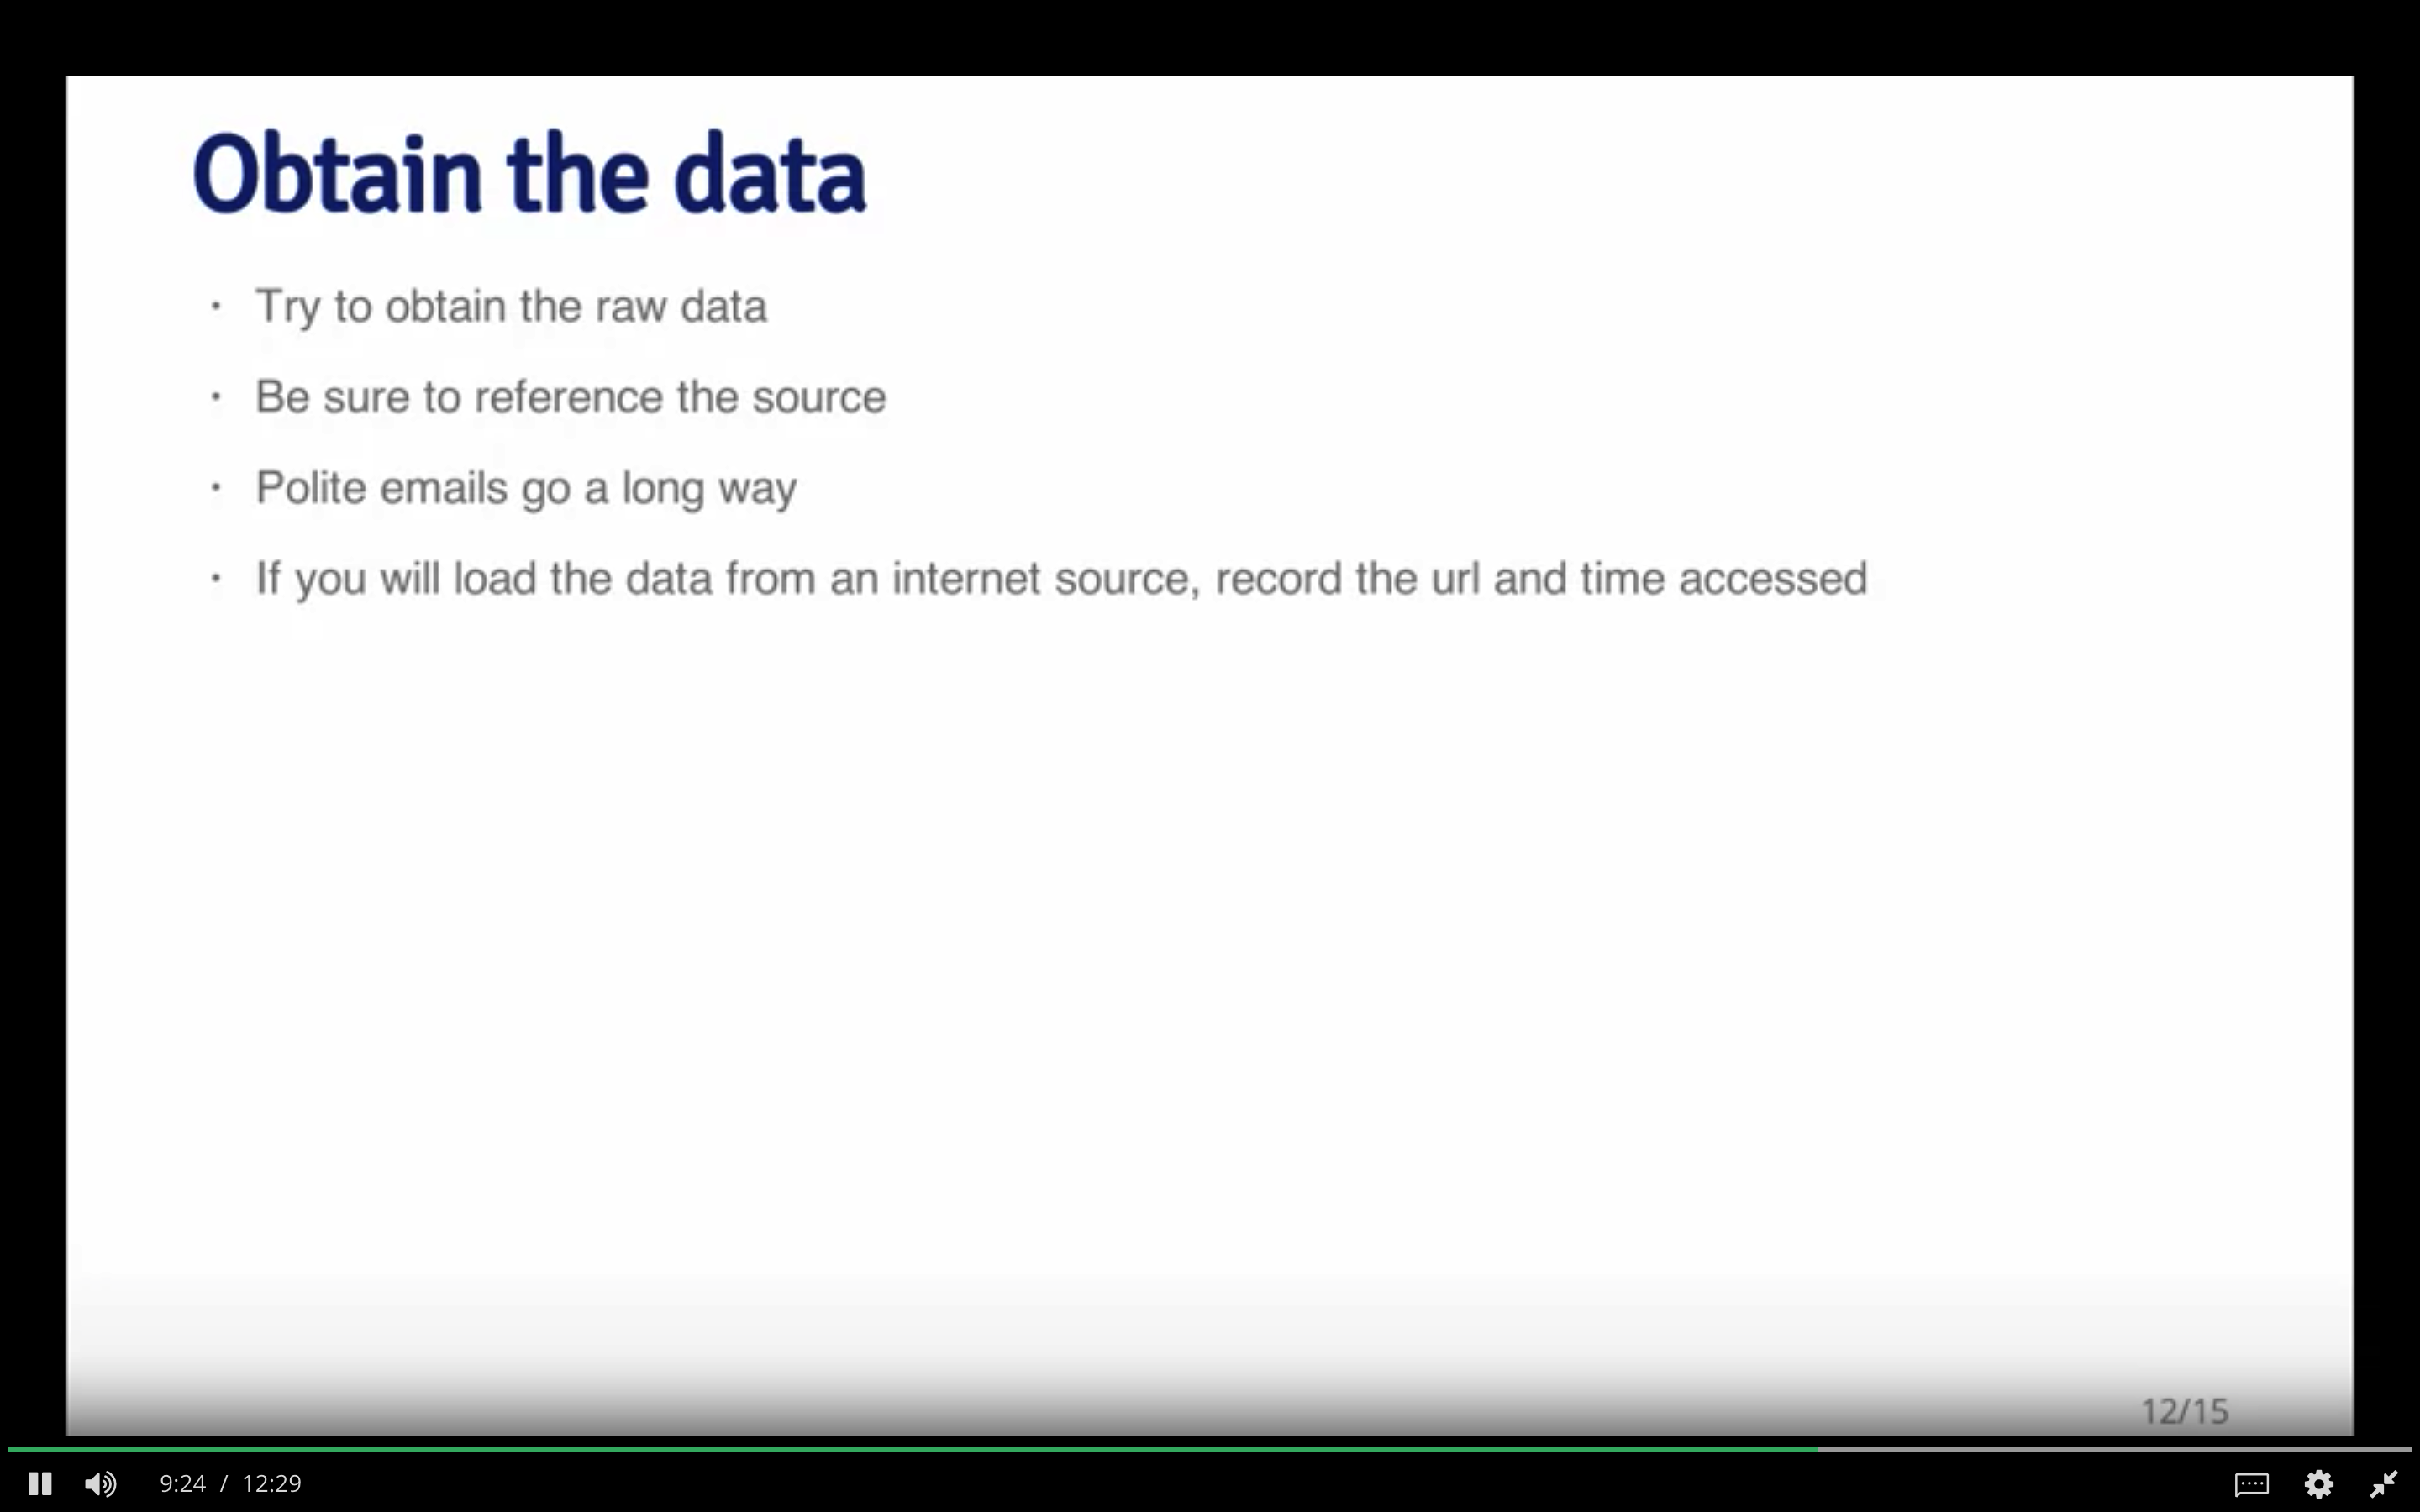 Obtain the data
· Try to obtain the raw data
· Be sure to reference the source
· Polite emails go a long way
· If you will load the data from an internet source, record the url and time accessed
12/15
9:24 / 12:29